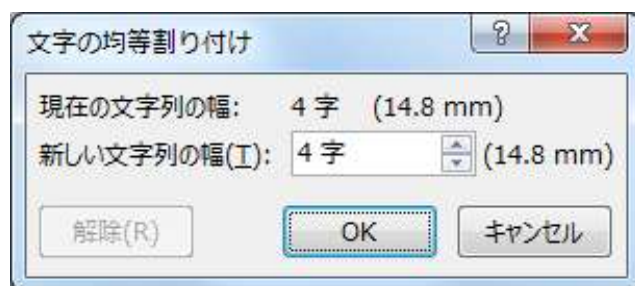 文字の均等割り付け
現在の文字列の幅: 4 字 (14.8 mm)
新しい文字列の幅(T): 4 字 (14.8 mm)
解除(R) OK キャンセル